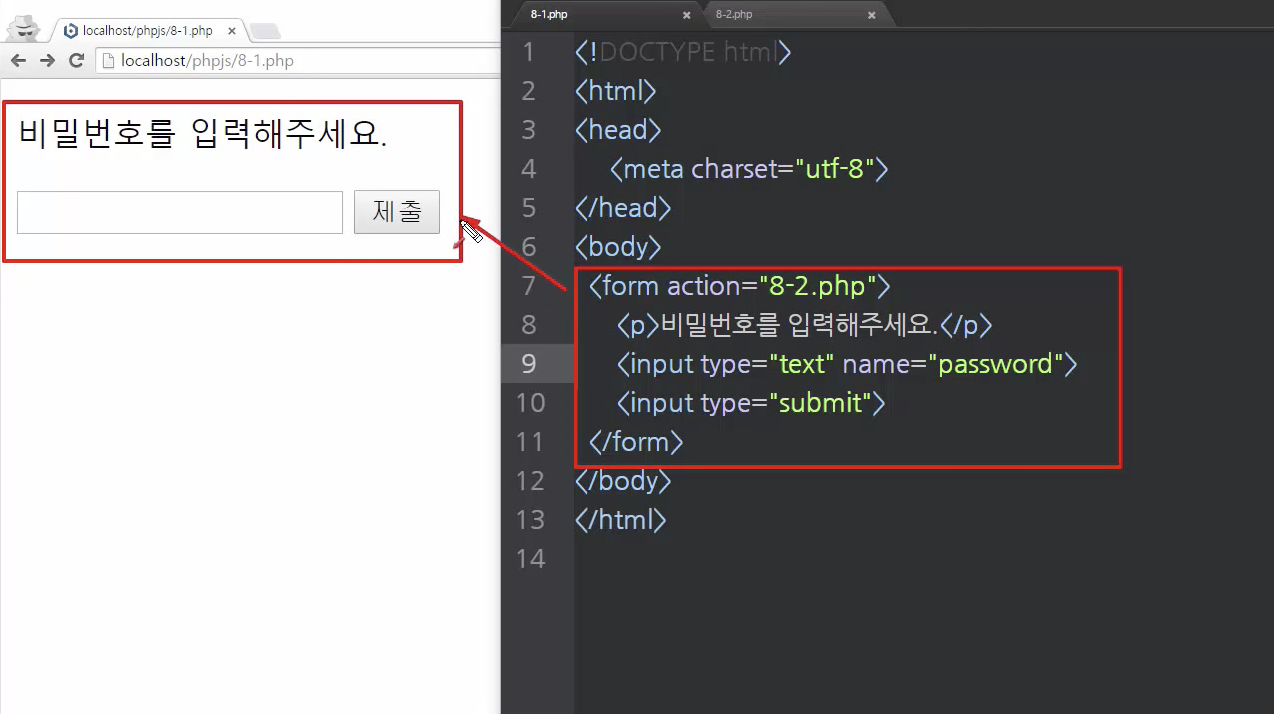 localhost/phpjs/8-1.php
localhost/phpjs/8-1.php
비밀번호를 입력해주세요.
제출
8-1.php
8-2.php
1 <!DOCTYPE html>
2 <html>
3 <head>
4 <meta charset="utf-8">
5 </head>
6 <body>
7 <form action="8-2.php">
8 <p>비밀번호를 입력해주세요.</p>
9 <input type="text" name="password">
10 <input type="submit">
11 </form>
12 </body>
13 </html>
14